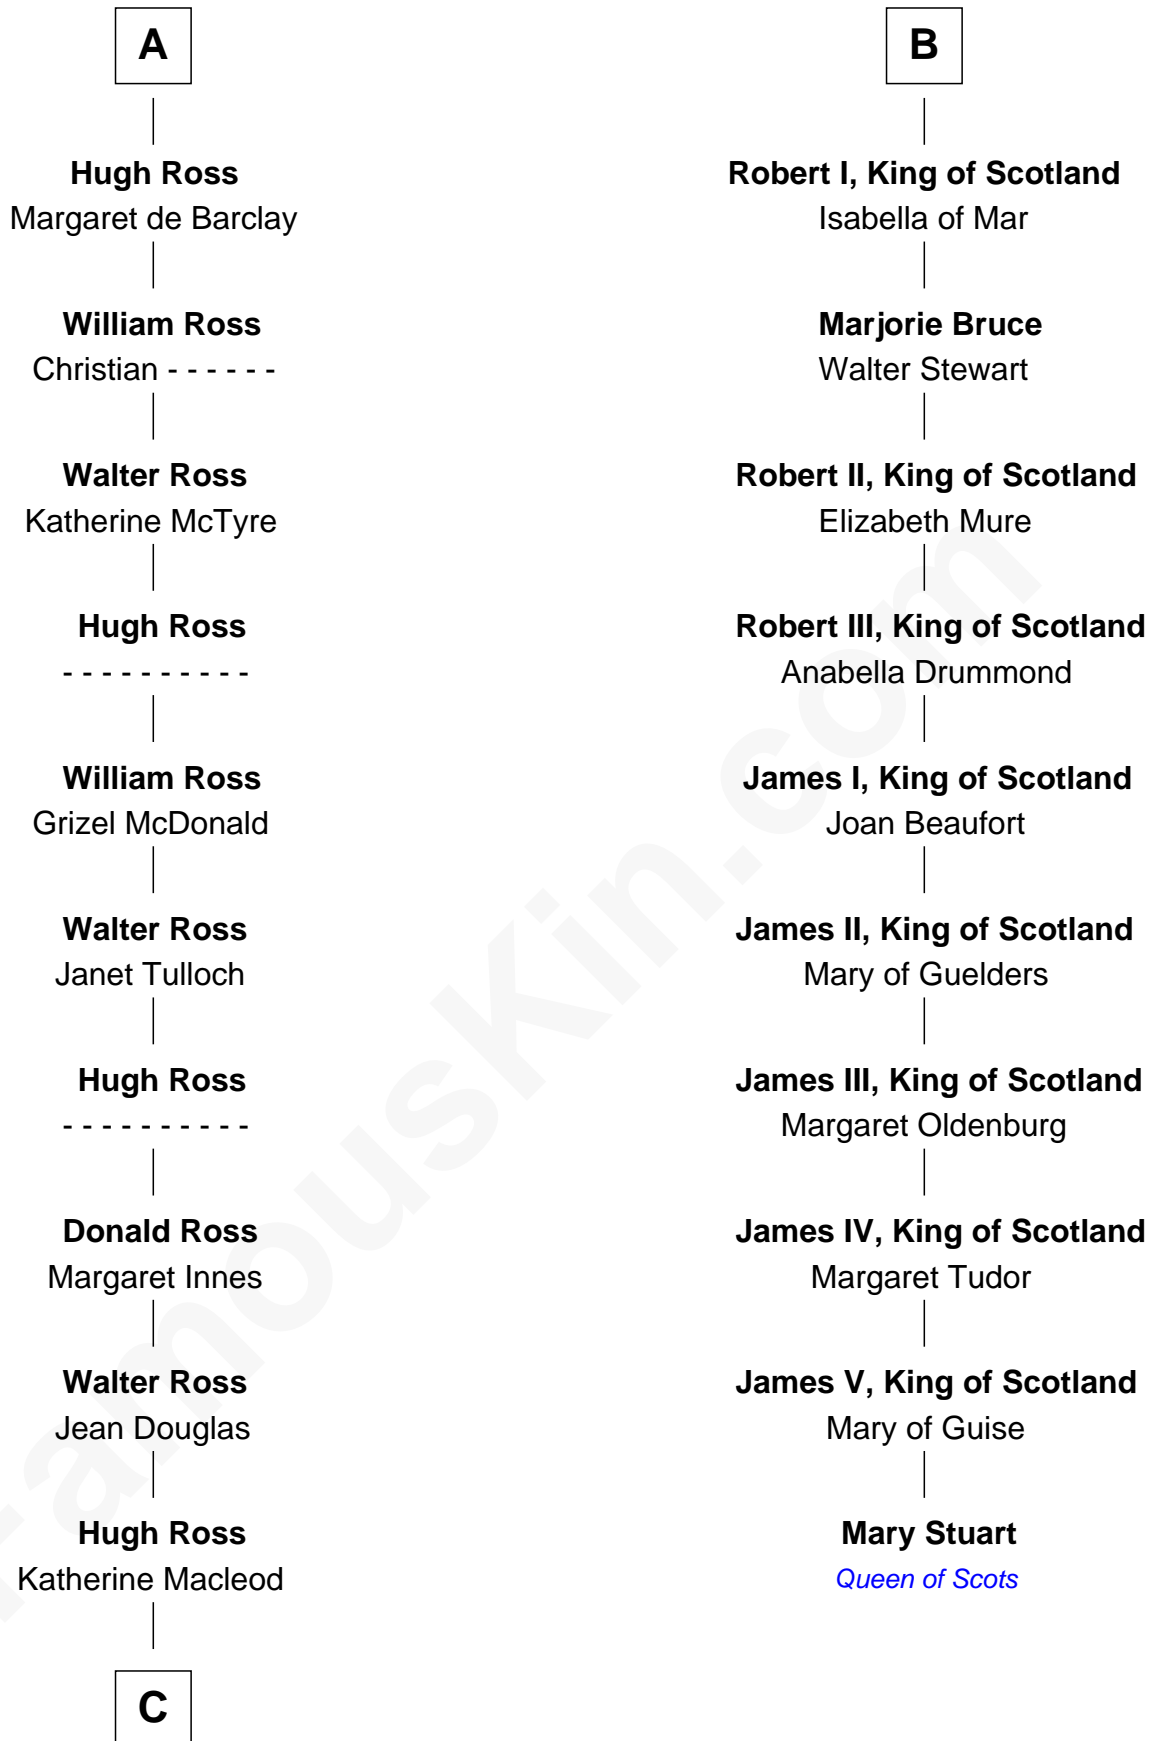 A
Hugh Ross
Margaret de Barclay
William Ross
Christian - - - - - -
Walter Ross
Katherine McTyre
Hugh Ross
- - - - - - - - - -
William Ross
Grizel McDonald
Walter Ross
Janet Tulloch
Hugh Ross
- - - - - - - - - -
Donald Ross
Margaret Innes
Walter Ross
Jean Douglas
Hugh Ross
Katherine Macleod
C
B
Robert I, King of Scotland
Isabella of Mar
Marjorie Bruce
Walter Stewart
Robert II, King of Scotland
Elizabeth Mure
Robert III, King of Scotland
Anabella Drummond
James I, King of Scotland
Joan Beaufort
James II, King of Scotland
Mary of Guelders
James III, King of Scotland
Margaret Oldenburg
James IV, King of Scotland
Margaret Tudor
James V, King of Scotland
Mary of Guise
Mary Stuart
Queen of Scots
FamousKin.com